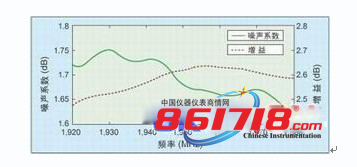 1.8
2.8
噪声系数
增 益
1.75
2.7
1.7
2.6
1.65
2.5
1.6
噪声系数 (dB)
增 益 (dB)
中国仪器仪表商情网
861718.com
Chinese Instrumentation
1,920
1,930
1,940
1,950
频率